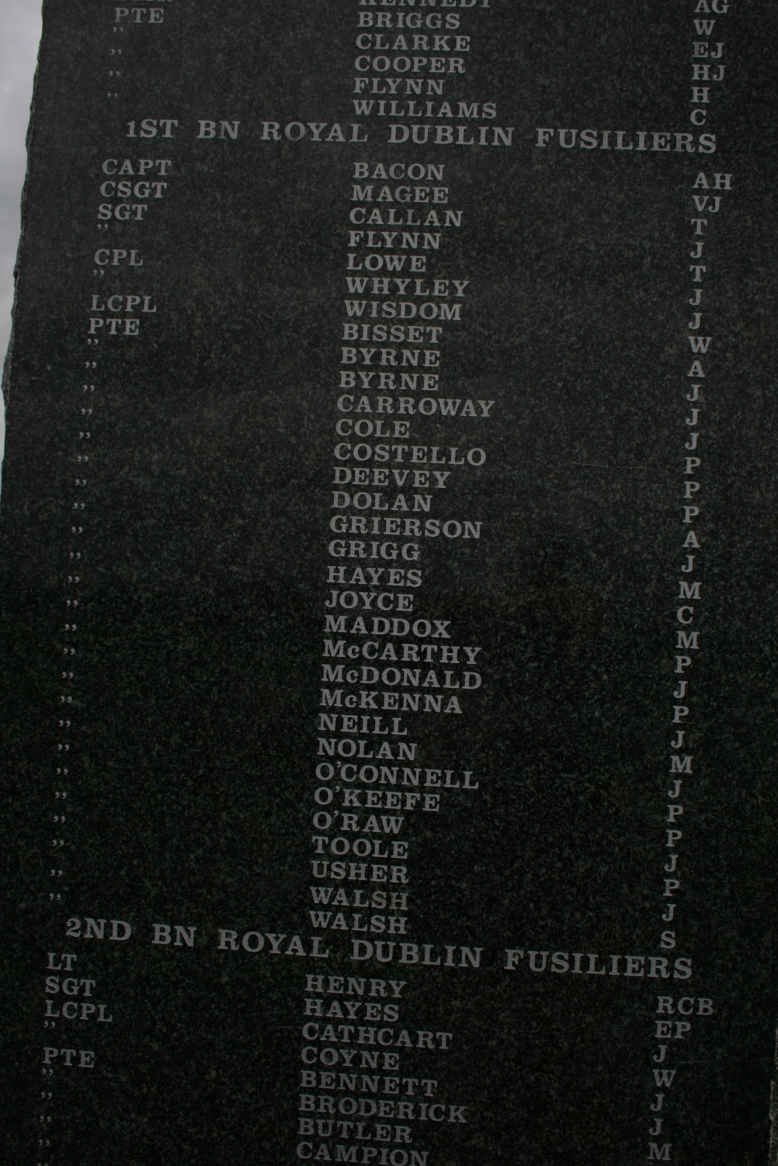 KENNEDY AG
PTE BRIGGS W
" CLARKE EJ
" COOPER HJ
" FLYNN H
" WILLIAMS C
1ST BN ROYAL DUBLIN FUSILIERS
CAPT BACON AH
CSGT MAGEE VJ
SGT CALLAN T
" FLYNN J
CPL LOWE T
" WHYLEY J
LCPL WISDOM J
PTE BISSET W
" BYRNE A
" BYRNE J
" CARROWAY J
" COLE J
" COSTELLO P
" DEEVEY P
" DOLAN P
" GRIERSON A
" GRIGG J
" HAYES M
" JOYCE C
" MADDOX M
" McCARTHY P
" McDONALD J
" McKENNA P
" NEILL J
" NOLAN M
" O'CONNELL J
" O'KEEFE P
" O'RAW P
" TOOLE J
" USHER P
" WALSH J
" WALSH S
2ND BN ROYAL DUBLIN FUSILIERS
LT HENRY RCB
SGT HAYES EP
LCPL CATHCART J
" COYNE W
PTE BENNETT J
" BRODERICK J
" BUTLER M
" CAMPION